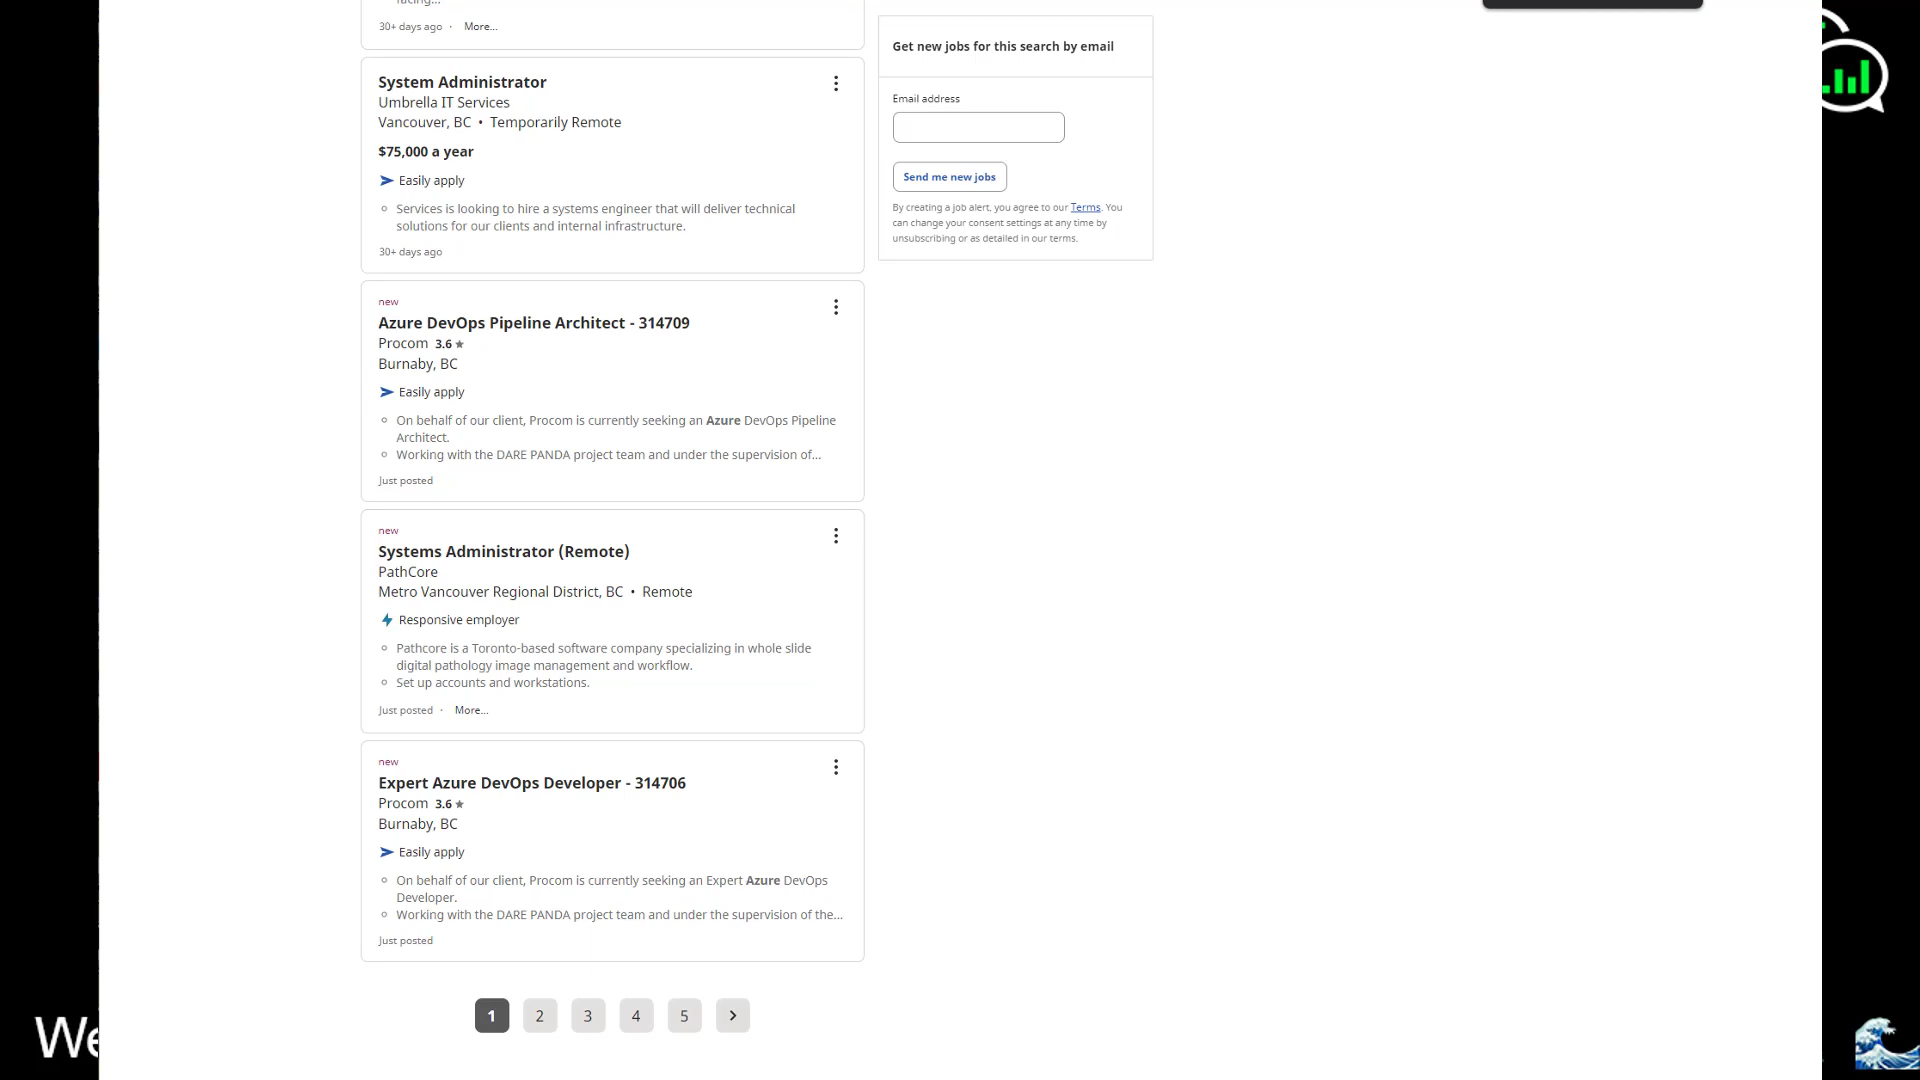 facing...
30+ days ago · More...
System Administrator
Umbrella IT Services
Vancouver, BC • Temporarily Remote
$75,000 a year
Easily apply
Services is looking to hire a systems engineer that will deliver technical
solutions for our clients and internal infrastructure.
30+ days ago
new
Azure DevOps Pipeline Architect - 314709
Procom 3.6 ★
Burnaby, BC
Easily apply
On behalf of our client, Procom is currently seeking an Azure DevOps Pipeline
Architect.
Working with the DARE PANDA project team and under the supervision of...
Just posted
new
Systems Administrator (Remote)
PathCore
Metro Vancouver Regional District, BC • Remote
Responsive employer
Pathcore is a Toronto-based software company specializing in whole slide
digital pathology image management and workflow.
Set up accounts and workstations.
Just posted · More...
new
Expert Azure DevOps Developer - 314706
Procom 3.6 ★
Burnaby, BC
Easily apply
On behalf of our client, Procom is currently seeking an Expert Azure DevOps
Developer.
Working with the DARE PANDA project team and under the supervision of the...
Just posted
1 2 3 4 5
Get new jobs for this search by email
Email address
Send me new jobs
By creating a job alert, you agree to our Terms. You
can change your consent settings at any time by
unsubscribing or as detailed in our terms.
We